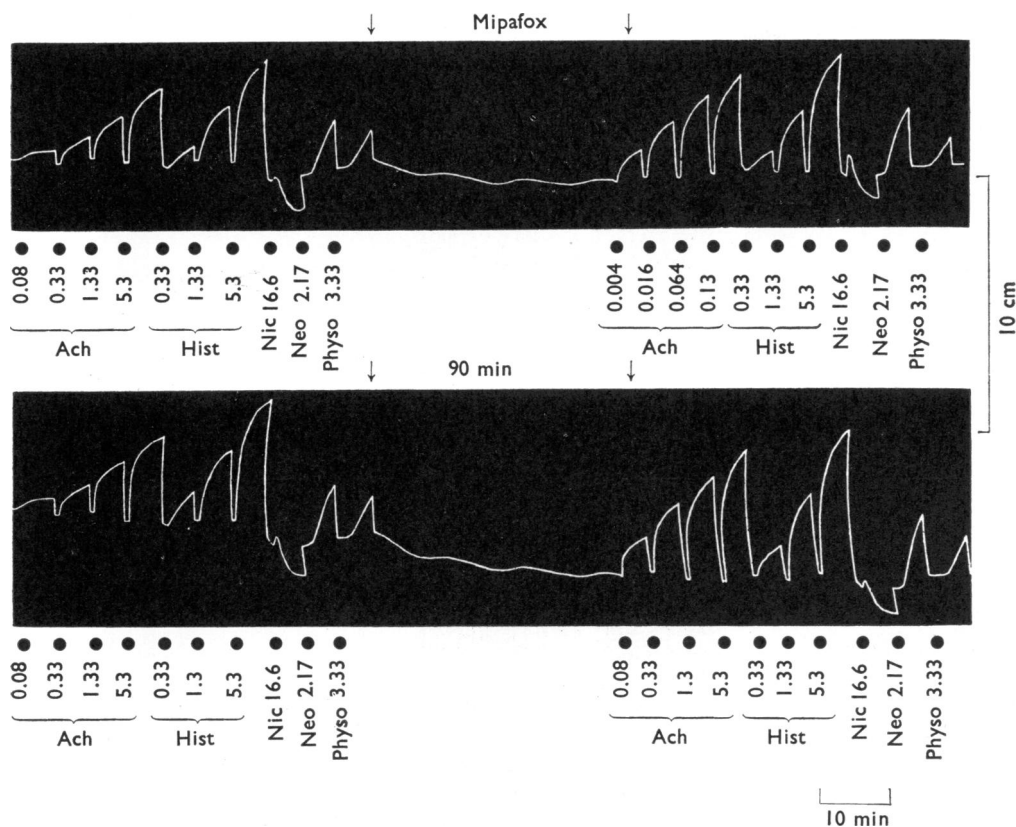 Mipafox
0.08 0.33 1.33 5.3 0.33 1.33 5.3 Nic 16.6 Neo 2.17 Physo 3.33 0.004 0.016 0.064 0.13 0.33 1.33 5.3 Nic 16.6 Neo 2.17 Physo 3.33
Ach Hist Ach Hist
10 cm
90 min
0.08 0.33 1.33 5.3 0.33 1.3 5.3 Nic 16.6 Neo 2.17 Physo 3.33 0.08 0.33 1.3 5.3 0.33 1.33 5.3 Nic 16.6 Neo 2.17 Physo 3.33
Ach Hist Ach Hist
10 min